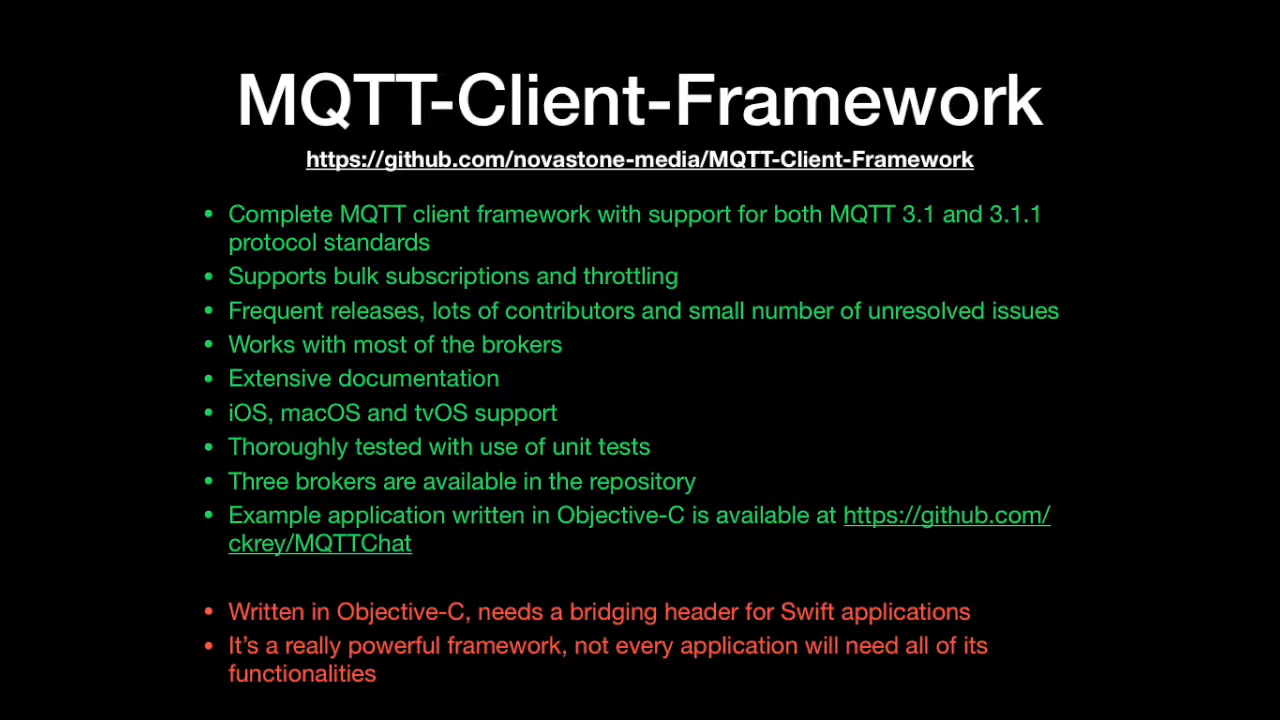 MQTT-Client-Framework
https://github.com/novastone-media/MQTT-Client-Framework
• Complete MQTT client framework with support for both MQTT 3.1 and 3.1.1
protocol standards
• Supports bulk subscriptions and throttling
• Frequent releases, lots of contributors and small number of unresolved issues
• Works with most of the brokers
• Extensive documentation
• iOS, macOS and tvOS support
• Thoroughly tested with use of unit tests
• Three brokers are available in the repository
• Example application written in Objective-C is available at https://github.com/
ckrey/MQTTChat
• Written in Objective-C, needs a bridging header for Swift applications
• It’s a really powerful framework, not every application will need all of its
functionalities